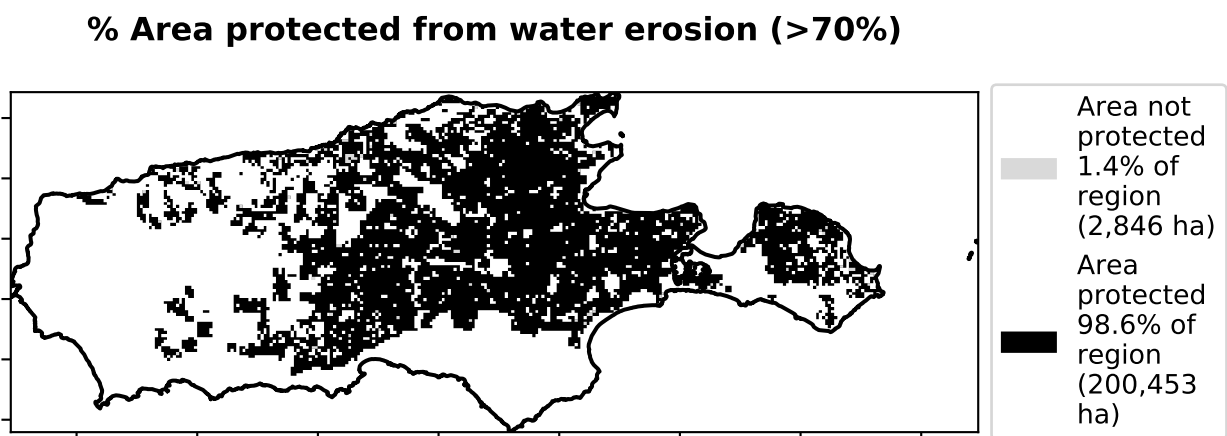 % Area protected from water erosion (>70%)
Area not
protected
1.4% of
region
(2,846 ha)
Area
protected
98.6% of
region
(200,453
ha)